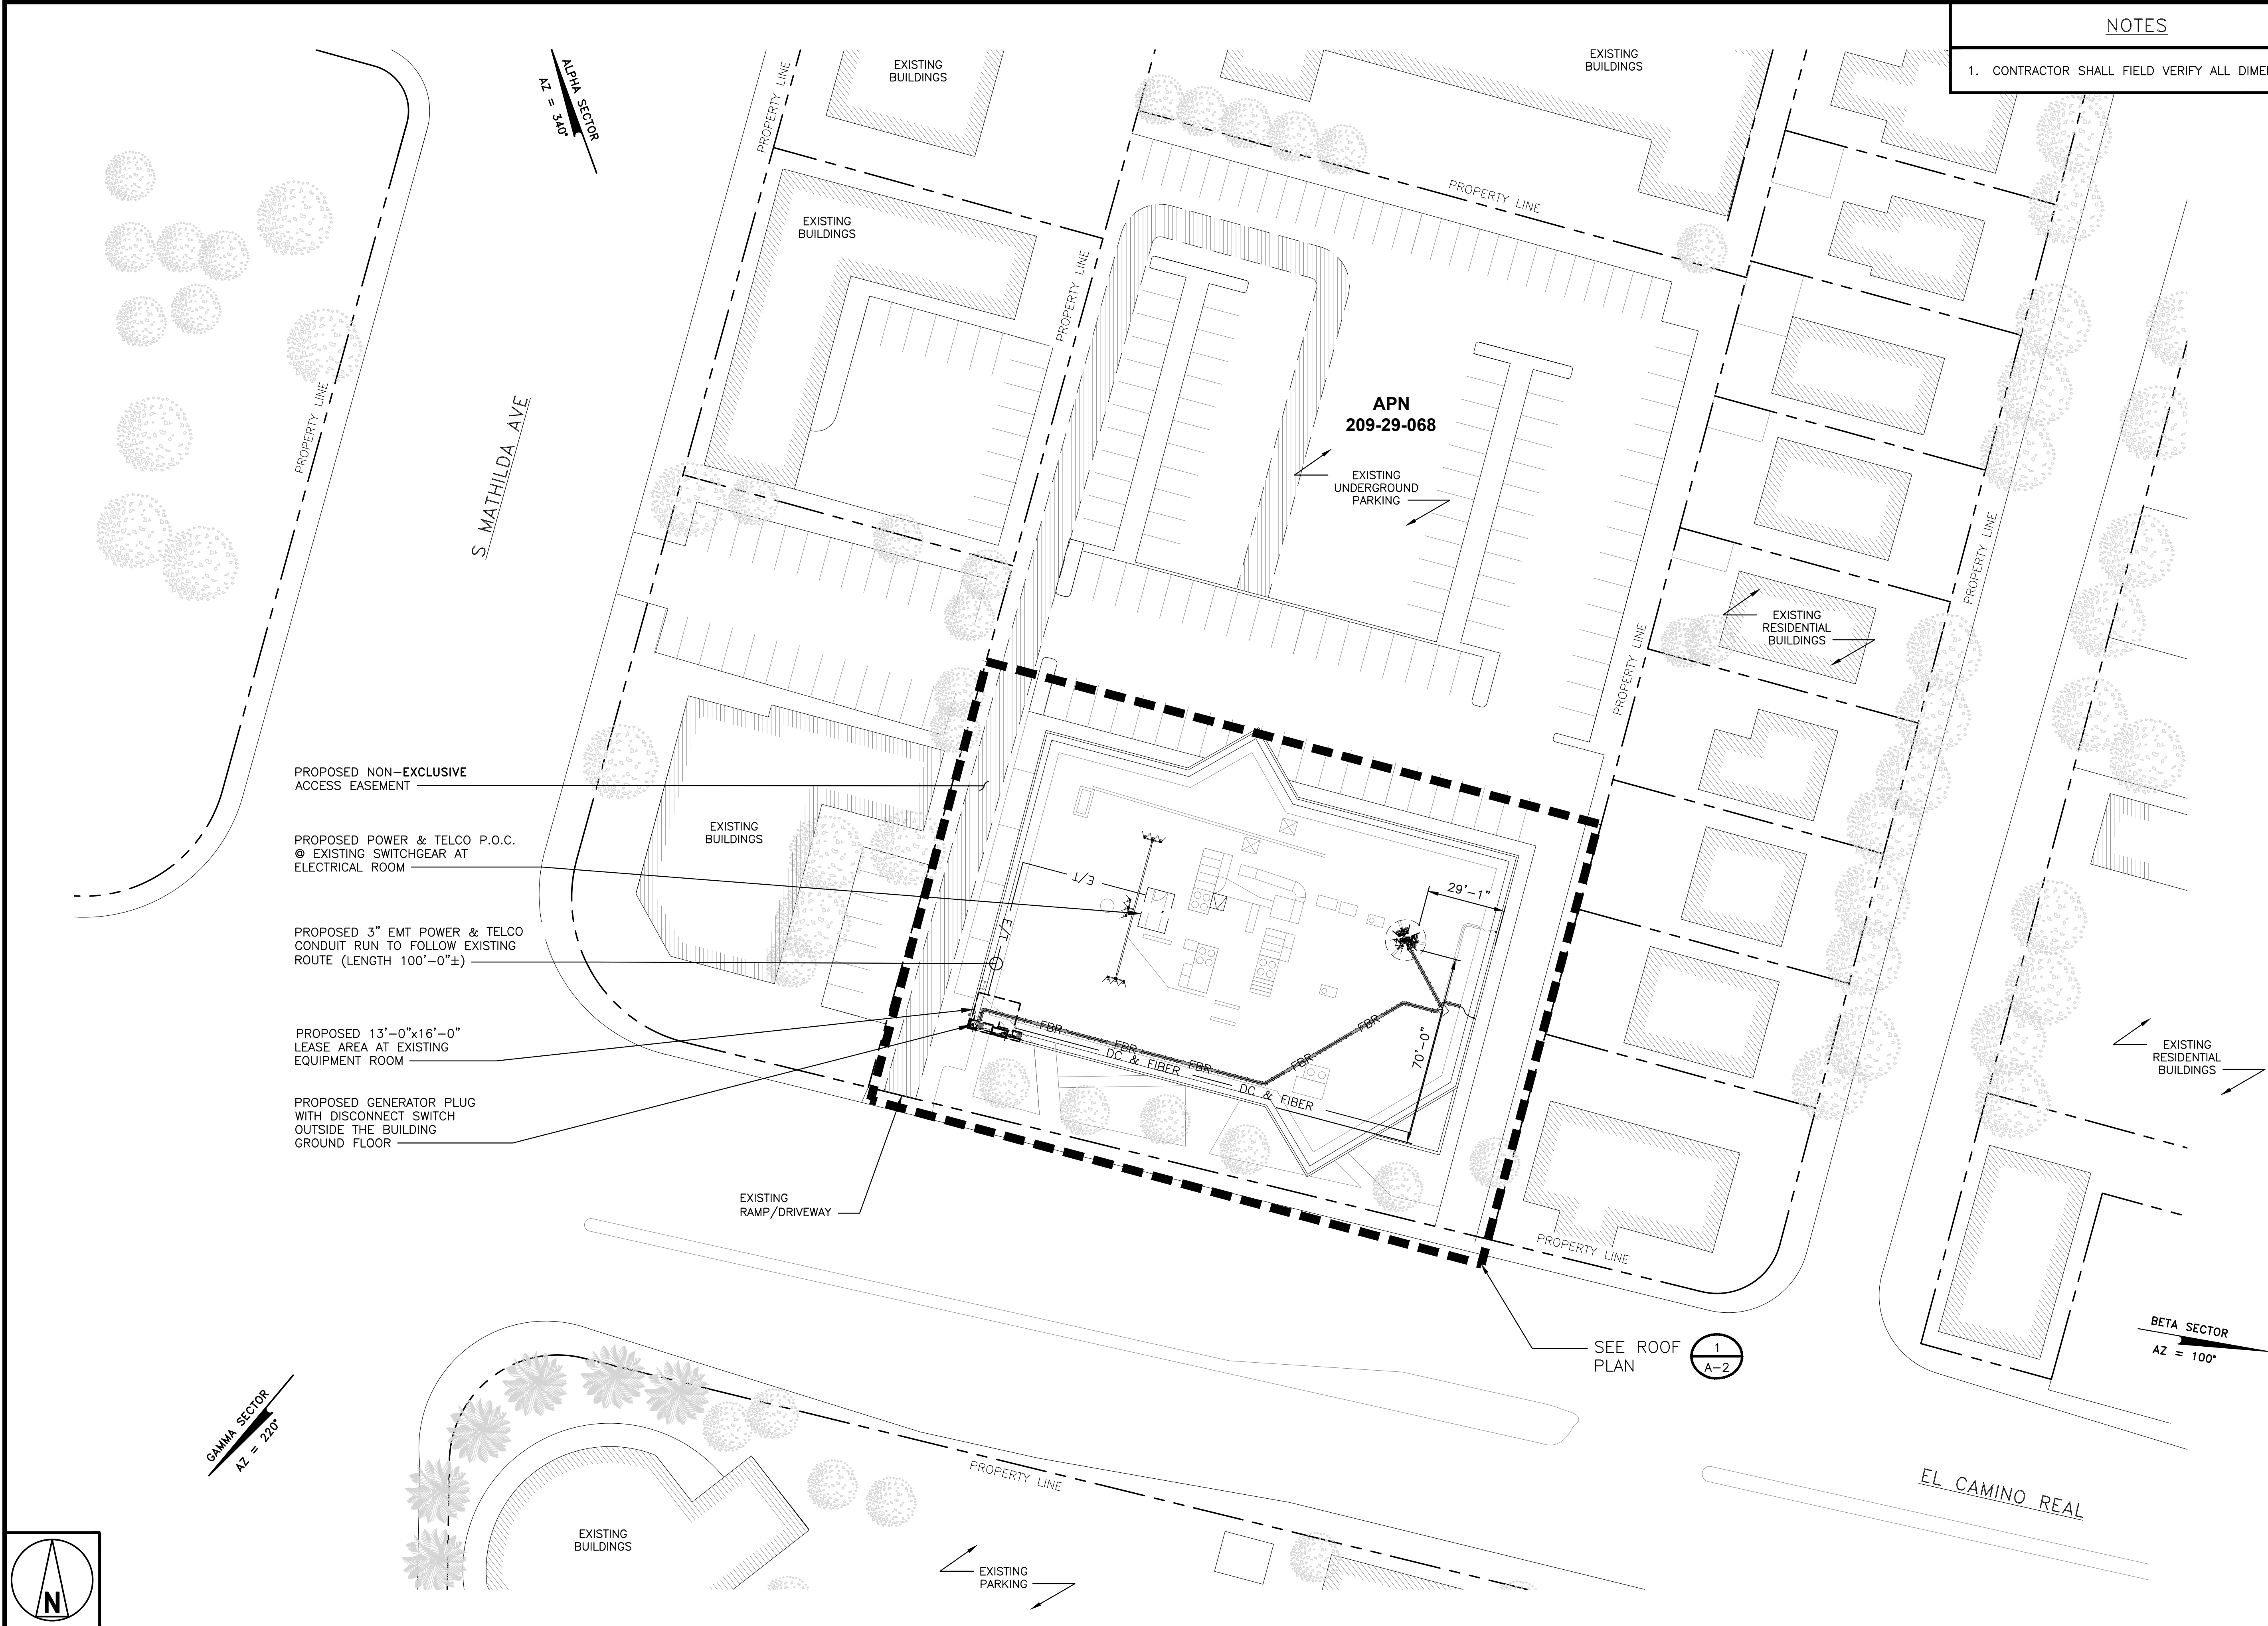 NOTES
1. CONTRACTOR SHALL FIELD VERIFY ALL
ALPHA SECTOR
AZ = 340°
PROPERTY LINE
EXISTING
BUILDINGS
EXISTING
BUILDINGS
PROPERTY LINE
EXISTING
BUILDINGS
PROPERTY LINE
PROPERTY LINE
S MATHILDA AVE
APN
209-29-068
EXISTING
UNDERGROUND
PARKING
PROPERTY LINE
EXISTING
RESIDENTIAL
BUILDINGS
PROPERTY LINE
PROPOSED NON-EXCLUSIVE
ACCESS EASEMENT
EXISTING
BUILDINGS
PROPOSED POWER & TELCO P.O.C.
@ EXISTING SWITCHGEAR AT
ELECTRICAL ROOM
E/T
E/T
29'-1"
PROPOSED 3" EMT POWER & TELCO
CONDUIT RUN TO FOLLOW EXISTING
ROUTE (LENGTH 100'-0"±)
PROPOSED 13'-0"x16'-0"
LEASE AREA AT EXISTING
EQUIPMENT ROOM
FBR
FBR
FBR
FBR
FBR
DC & FIBER
DC & FIBER
70'-0"
EXISTING
RESIDENTIAL
BUILDINGS
PROPOSED GENERATOR PLUG
WITH DISCONNECT SWITCH
OUTSIDE THE BUILDING
GROUND FLOOR
EXISTING
RAMP/DRIVEWAY
PROPERTY LINE
SEE ROOF
PLAN
1
A-2
BETA SECTOR
AZ = 100°
GAMMA SECTOR
AZ = 220°
PROPERTY LINE
EL CAMINO REAL
EXISTING
BUILDINGS
EXISTING
PARKING
N